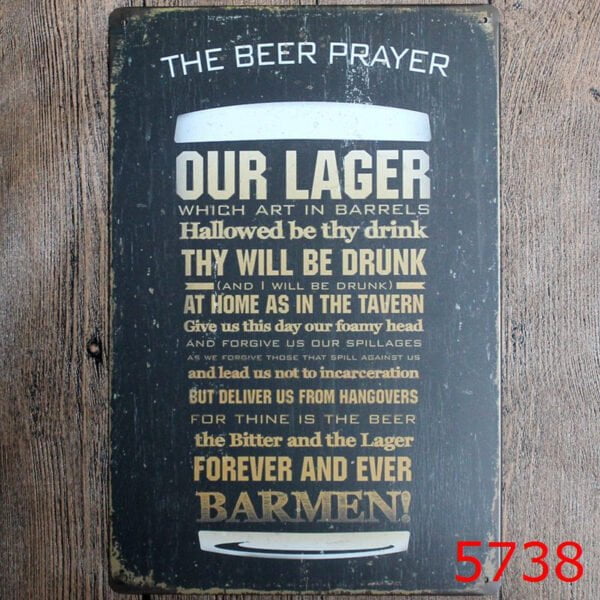 THE BEER PRAYER
OUR LAGER
WHICH ART IN BARRELS
Hallowed be thy drink
THY WILL BE DRUNK
(AND I WILL BE DRUNK)
AT HOME AS IN THE TAVERN
Give us this day our foamy head
AND FORGIVE US OUR SPILLAGES
AS WE FORGIVE THOSE THAT SPILL AGAINST US
and lead us not to incarceration
BUT DELIVER US FROM HANGOVERS
FOR THINE IS THE BEER
the Bitter and the Lager
FOREVER AND EVER
BARMEN!
5738